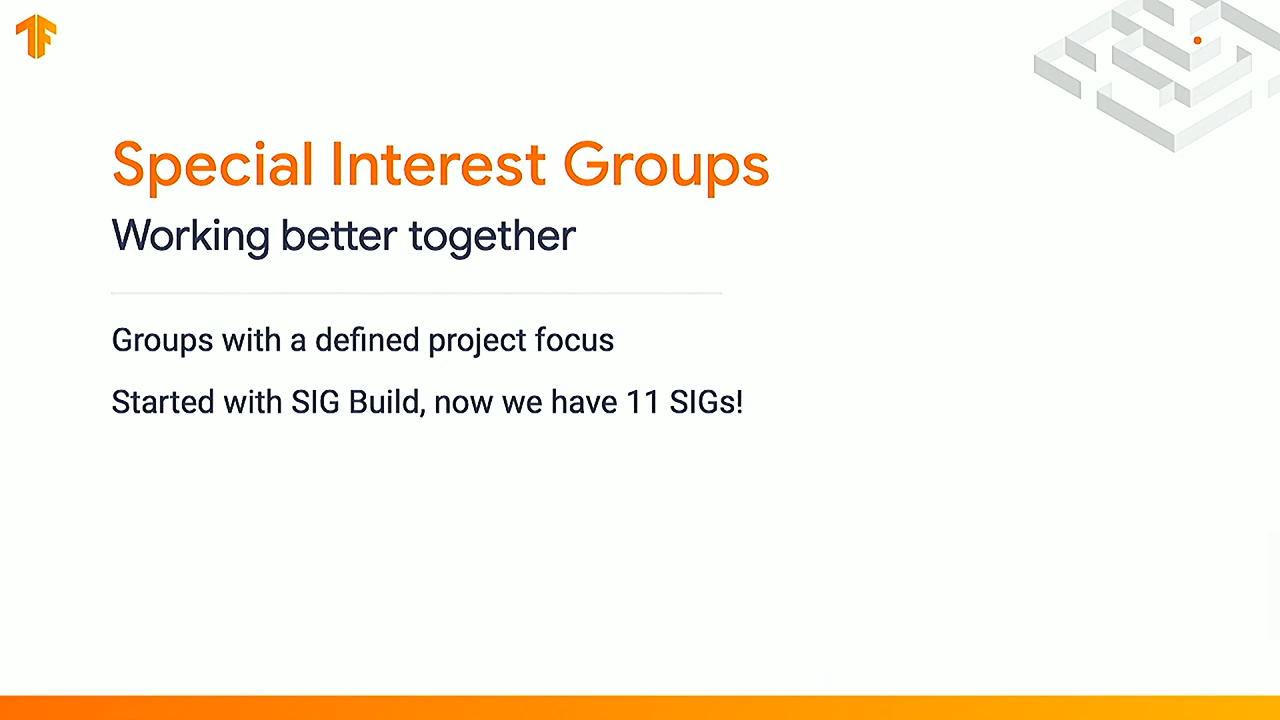 Special Interest Groups
Working better together
Groups with a defined project focus
Started with SIG Build, now we have 11 SIGs!